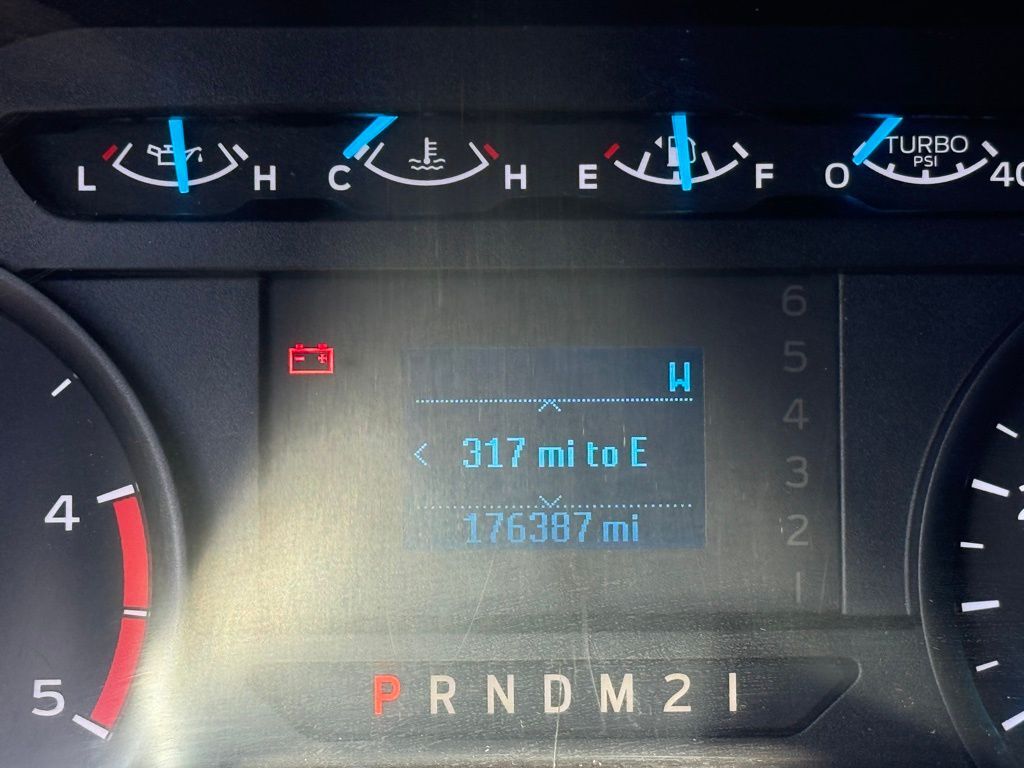 L H C H E F O TURBO 40
PSI
6
5
W
4
317 mi to E
3
176387 mi
2
1
4
5
P R N D M 2 1